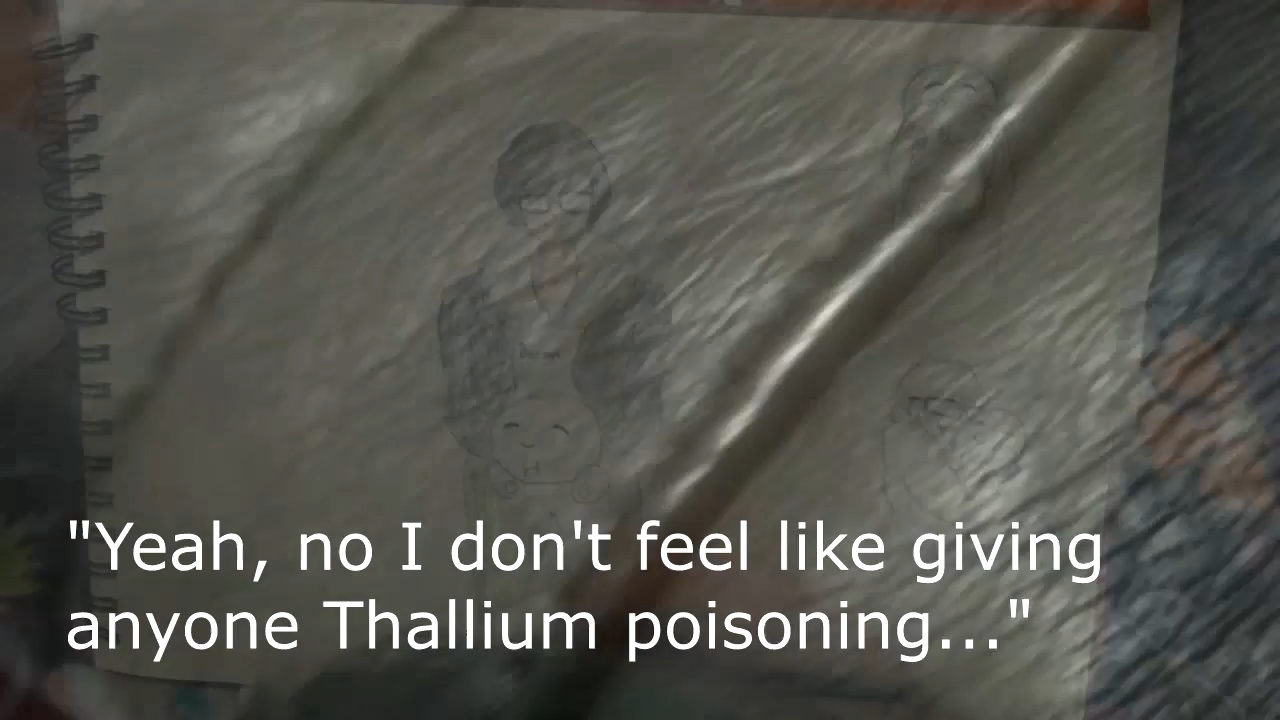 "Yeah, no I don't feel like giving
anyone Thallium poisoning..."